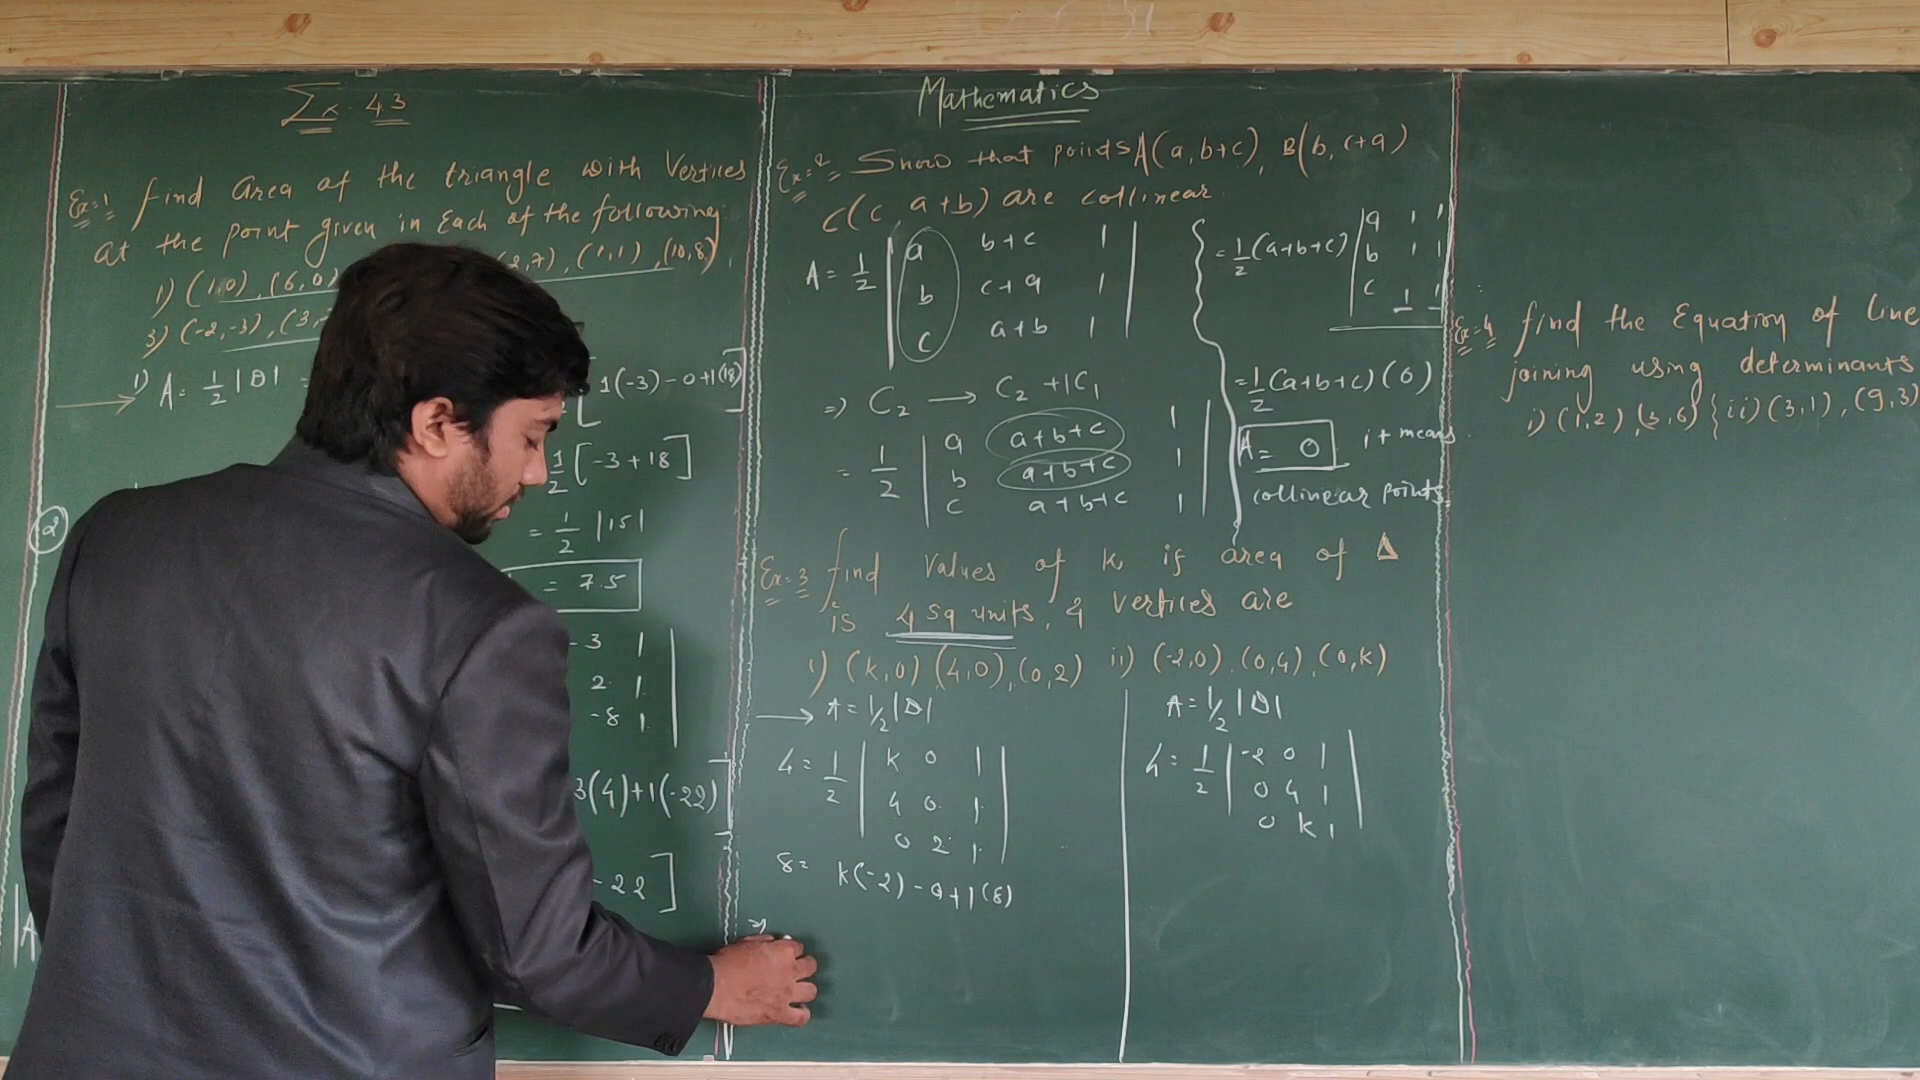 Ex 4.3
Ex=1 find area of the triangle with Vertices
at the point given in Each of the following
1) (1,0), (6,0) 2,7), (1,1), (10,8),
3) (-2,-3), (3,
1) A = 1/2 |Δ| =
1(-3)-0+1(18)]
1/2 [-3+18]
= 1/2 |15|
= 7.5
2
-3 1
2 1
-8 1
3(4)+1(-22)]
-22]
|A
Mathematics
Ex=2 Show that points A(a, b+c), B(b, c+a)
C(c, a+b) are collinear.
A = 1/2 | a b+c 1 |
b c+a 1
c a+b 1
=> C2 → C2 + 1C1
= 1/2 | a a+b+c 1 |
b a+b+c 1
c a+b+c 1
= 1/2 (a+b+c) | a 1 1 |
b 1 1
c 1 1
= 1/2 (a+b+c) (0)
A = 0 it means
collinear points.
Ex=3 find values of k if area of Δ
is 4 sq units, & vertices are
i) (k,0) (4,0), (0,2) ii) (-2,0), (0,4), (0,k)
A = 1/2 |Δ|
4 = 1/2 | k 0 1 |
4 0 1
0 2 1
8 = k(-2) - 0+1(8)
=>
A = 1/2 |Δ|
4 = 1/2 | -2 0 1 |
0 4 1
0 k 1
Ex=4 find the Equation of Line
joining using determinants
i) (1,2), (3,6) { ii) (3,1), (9,3)